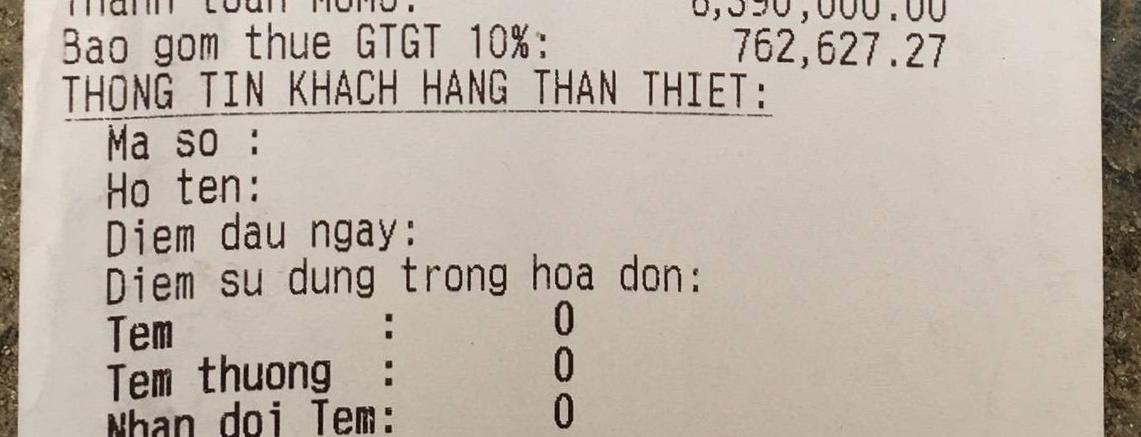 Thanh toan MOMO:
Bao gom thue GTGT 10%: 762,627.27
THONG TIN KHACH HANG THAN THIET:
Ma so :
Ho ten:
Diem dau ngay:
Diem su dung trong hoa don:
Tem : 0
Tem thuong : 0
Nhan doi Tem: 0